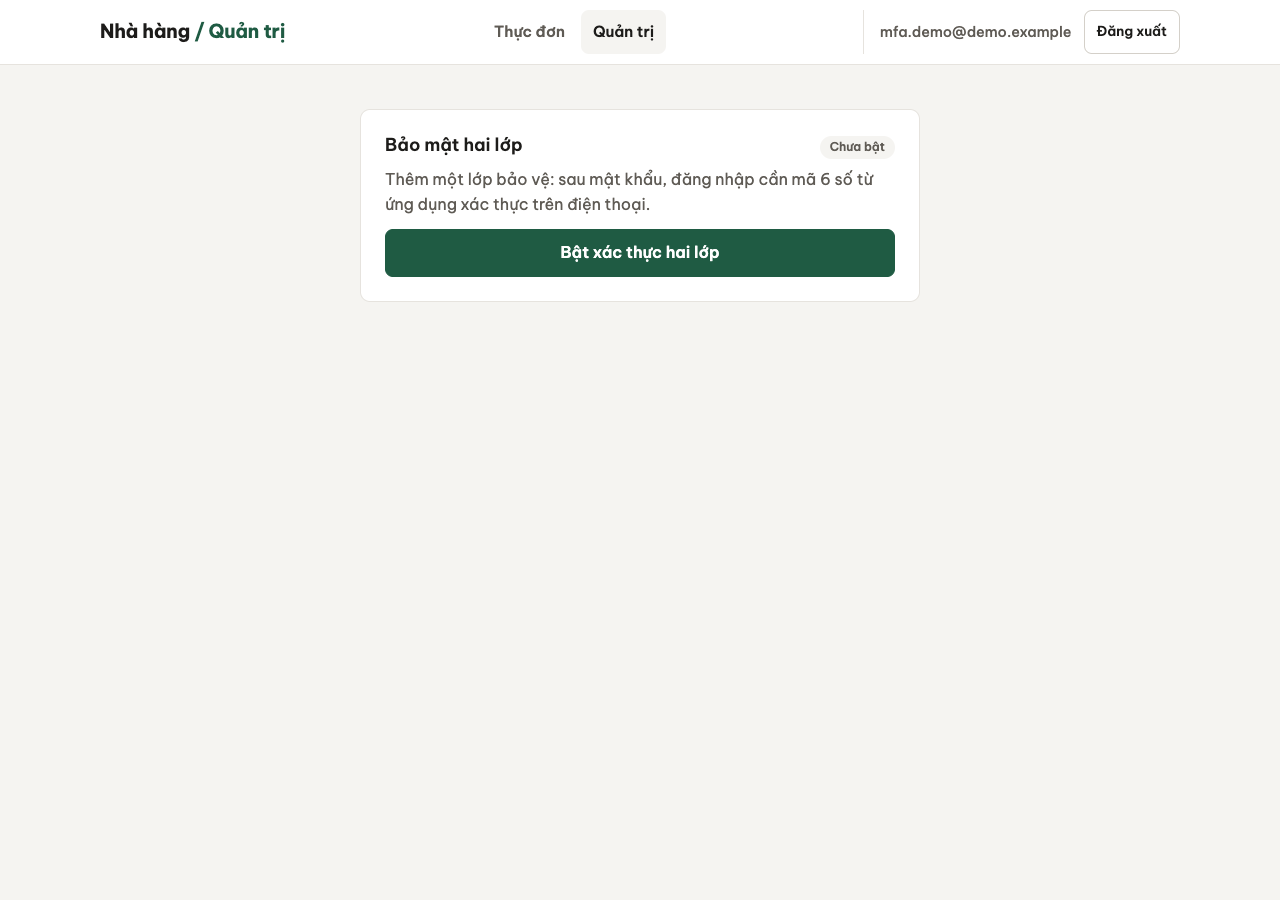 Nhà hàng / Quản trị
Thực đơn
Quản trị
mfa.demo@demo.example
Đăng xuất
Bảo mật hai lớp
Chưa bật
Thêm một lớp bảo vệ: sau mật khẩu, đăng nhập cần mã 6 số từ
ứng dụng xác thực trên điện thoại.
Bật xác thực hai lớp